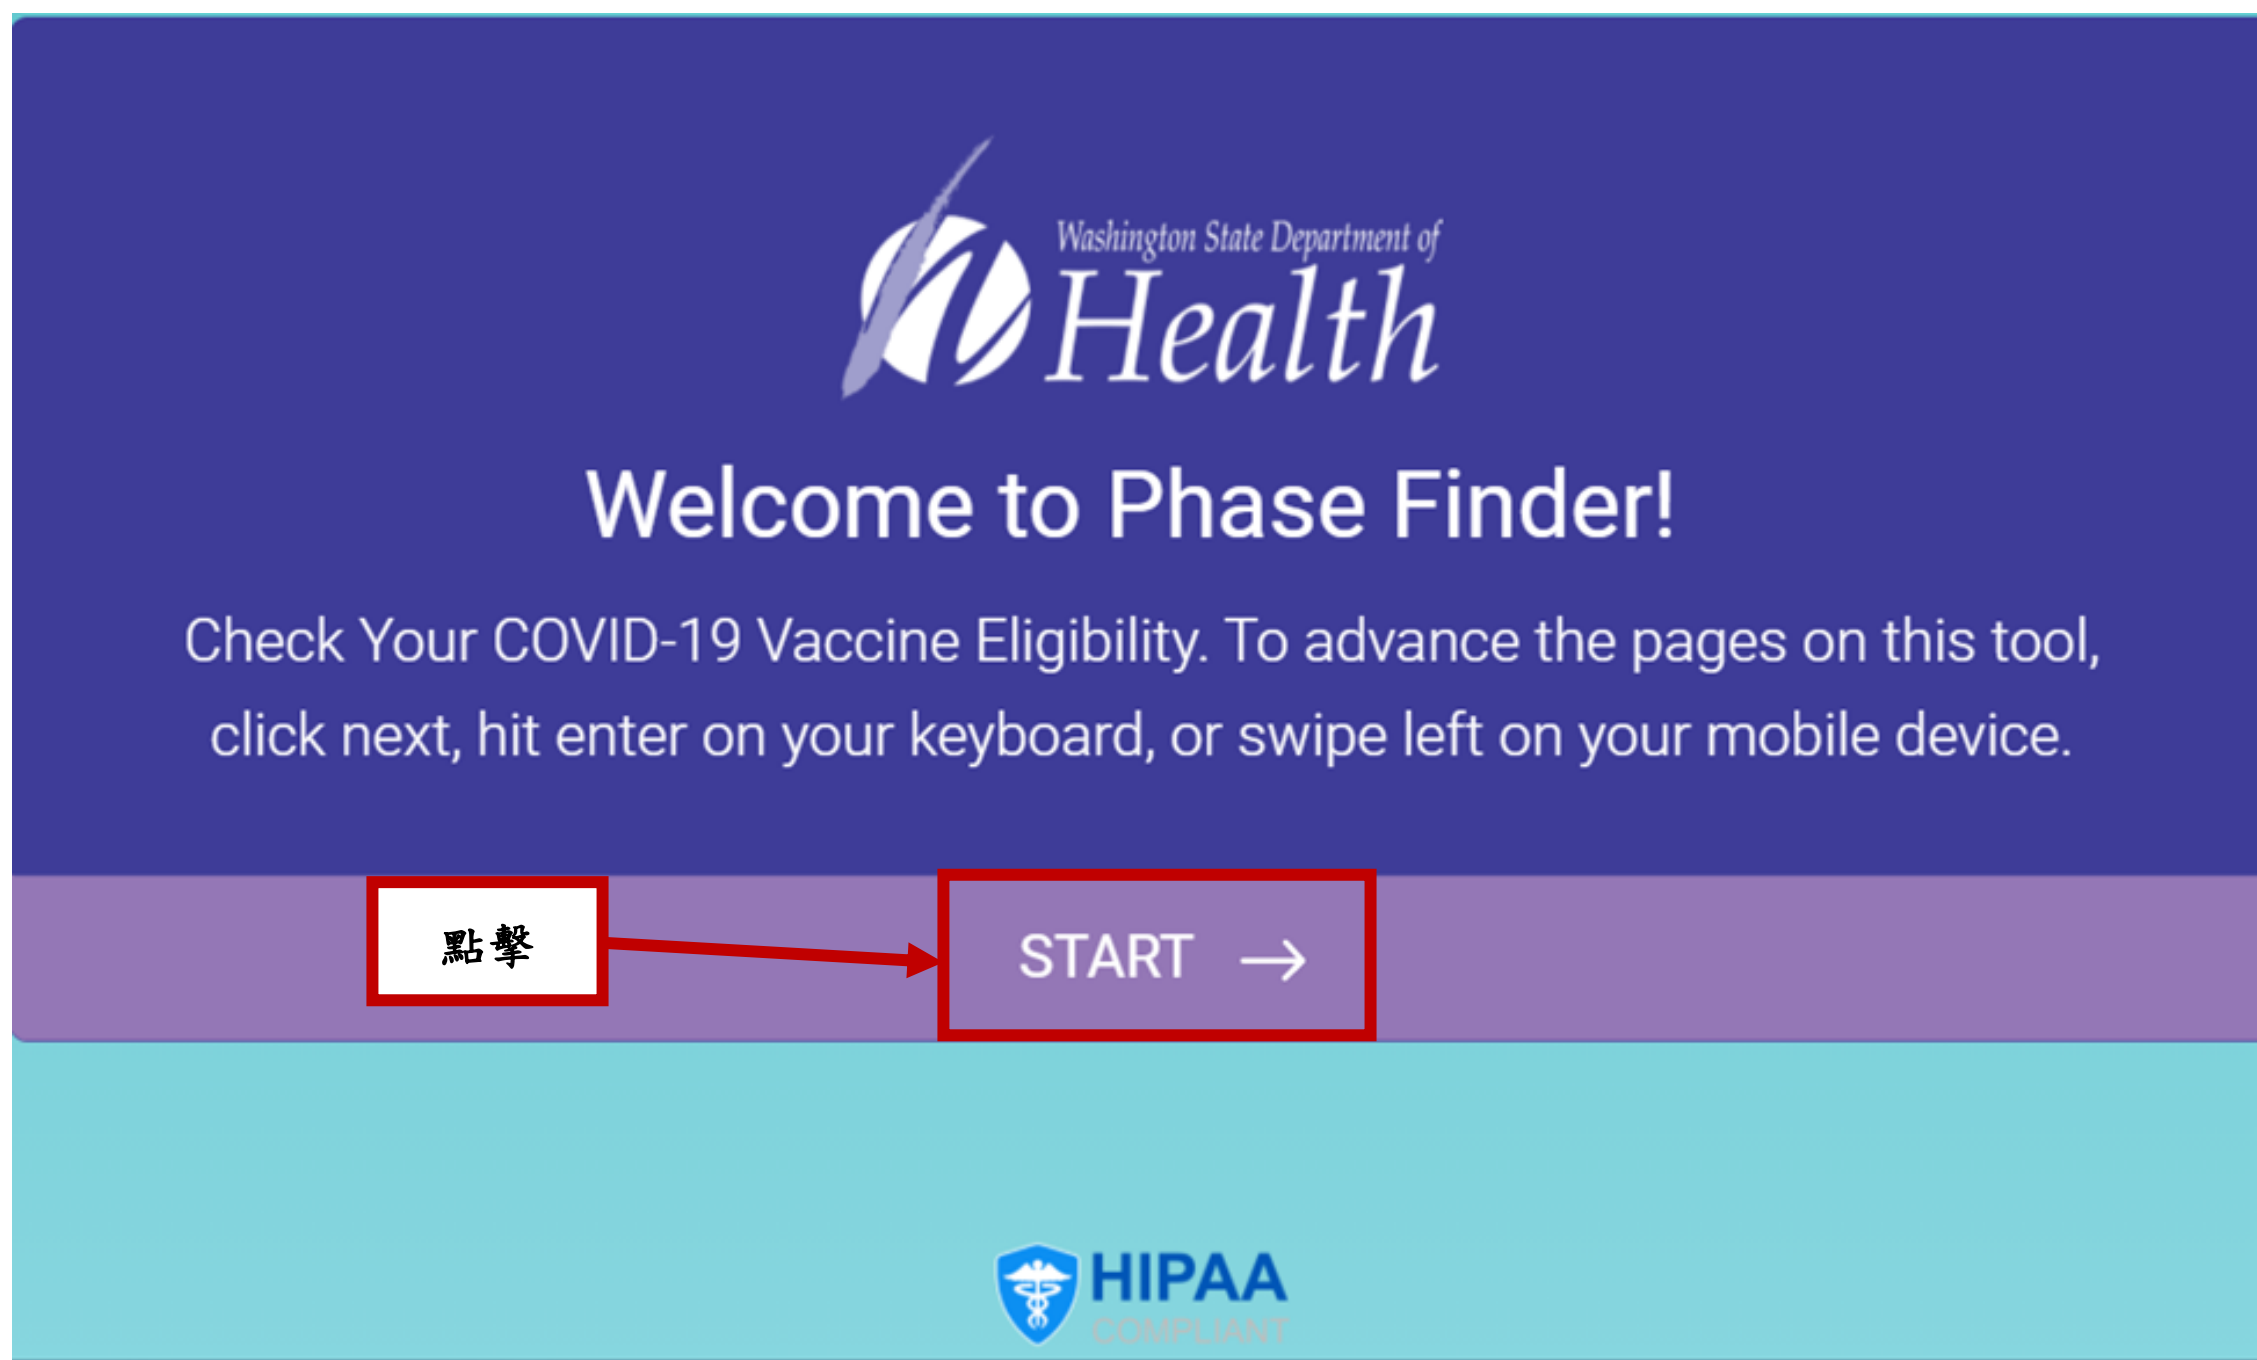 Washington State Department of
Health
Welcome to Phase Finder!
Check Your COVID-19 Vaccine Eligibility. To advance the pages on this tool,
click next, hit enter on your keyboard, or swipe left on your mobile device.
點擊
START →
HIPAA
COMPLIANT